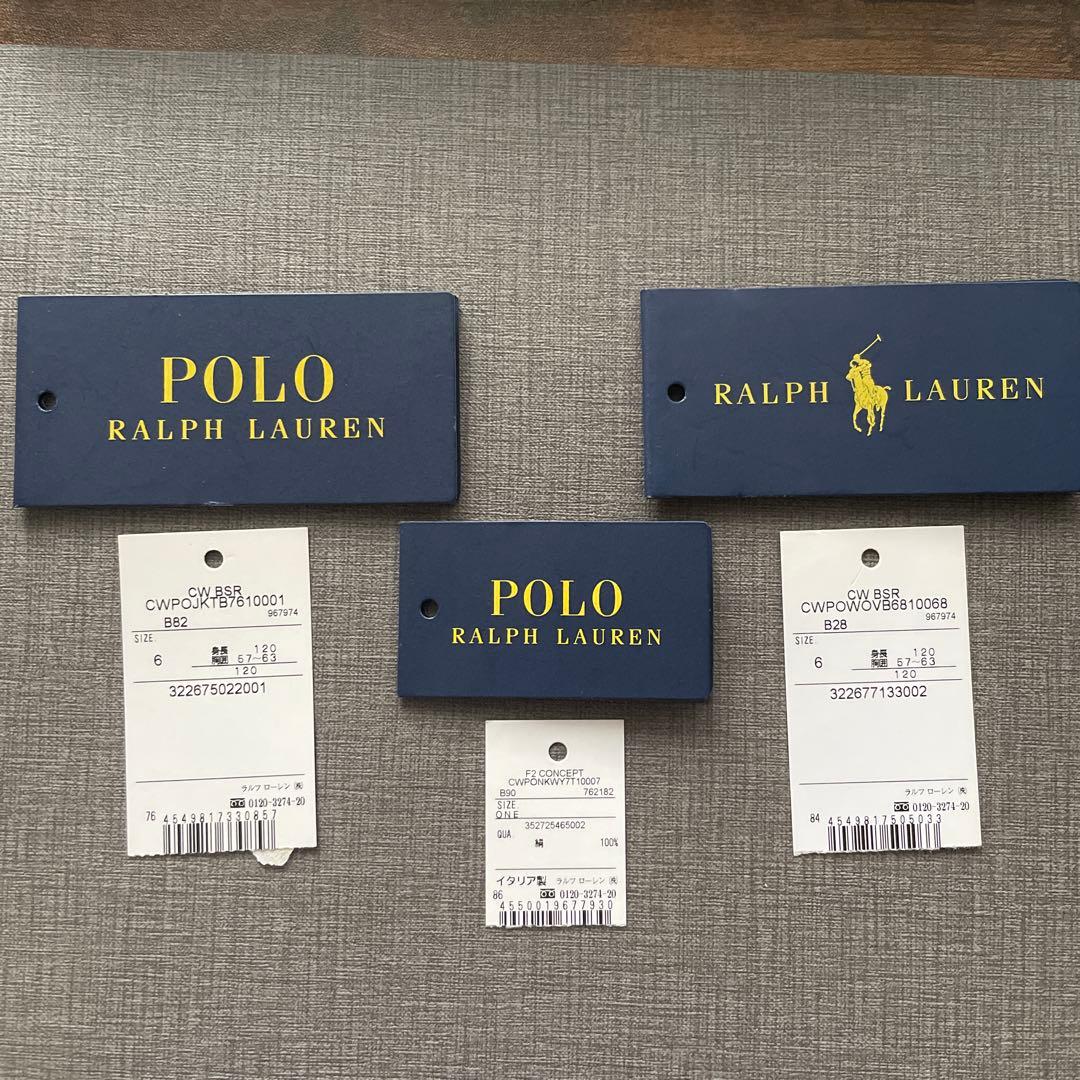 POLO
RALPH LAUREN
RALPH LAUREN
POLO
RALPH LAUREN
CW BSR
CWPOJKTB7610001
B82 967974
SIZE.
6 身長 120
胸囲 57～63
120
322675022001
ラルフ ローレン ㈱
0120-3274-20
76
4549817330857
F2 CONCEPT
CWPONKWY7T10007
B90 762182
SIZE.
ONE
352725465002
QUA.
絹 100%
イタリア製 ラルフ ローレン ㈱
0120-3274-20
86
4550019677930
CW BSR
CWPOWOVB6810068
B28 967974
SIZE.
6 身長 120
胸囲 57～63
120
322677133002
ラルフ ローレン ㈱
0120-3274-20
84
4549817505033